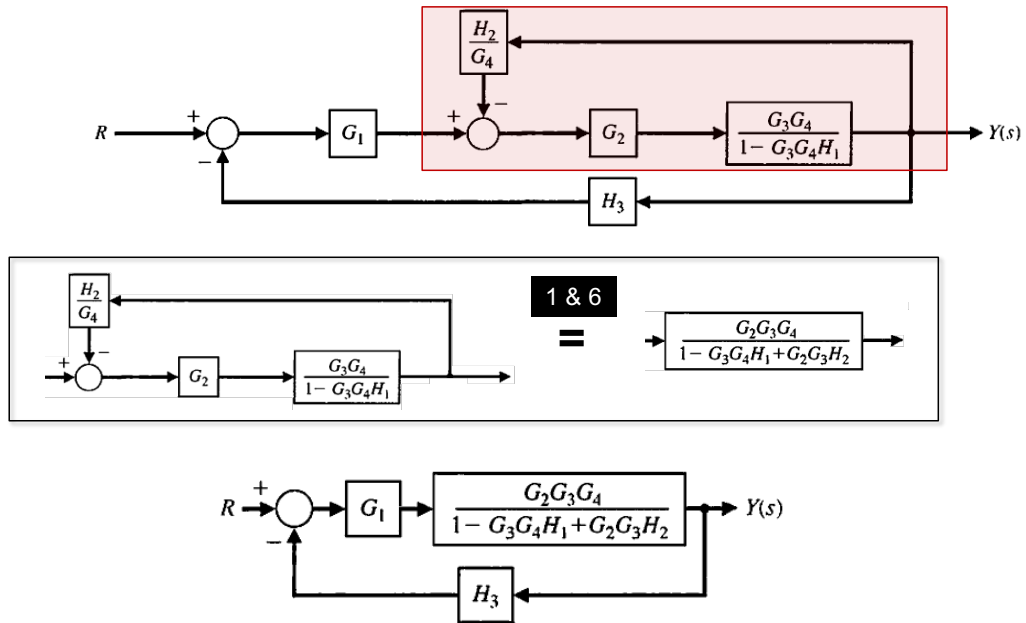 H₂
G₄
R + − G₁ + − G₂ G₃G₄ Y(s)
1− G₃G₄H₁
H₃
H₂
G₄
1 & 6
=
+ − G₂ G₃G₄
1− G₃G₄H₁
G₂G₃G₄
1− G₃G₄H₁+G₂G₃H₂
R + − G₁ G₂G₃G₄ Y(s)
1− G₃G₄H₁+G₂G₃H₂
H₃